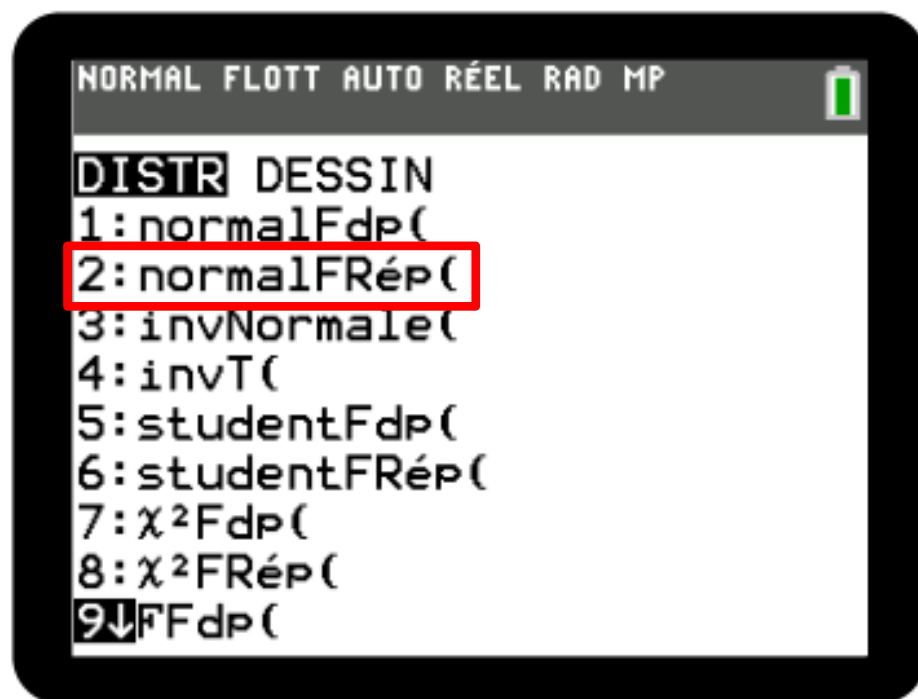 NORMAL FLOTT AUTO RÉEL RAD MP
DISTR DESSIN
1:normalFdp(
2:normalFRép(
3:invNormale(
4:invT(
5:studentFdp(
6:studentFRép(
7:χ²Fdp(
8:χ²FRép(
9↓FFdp(